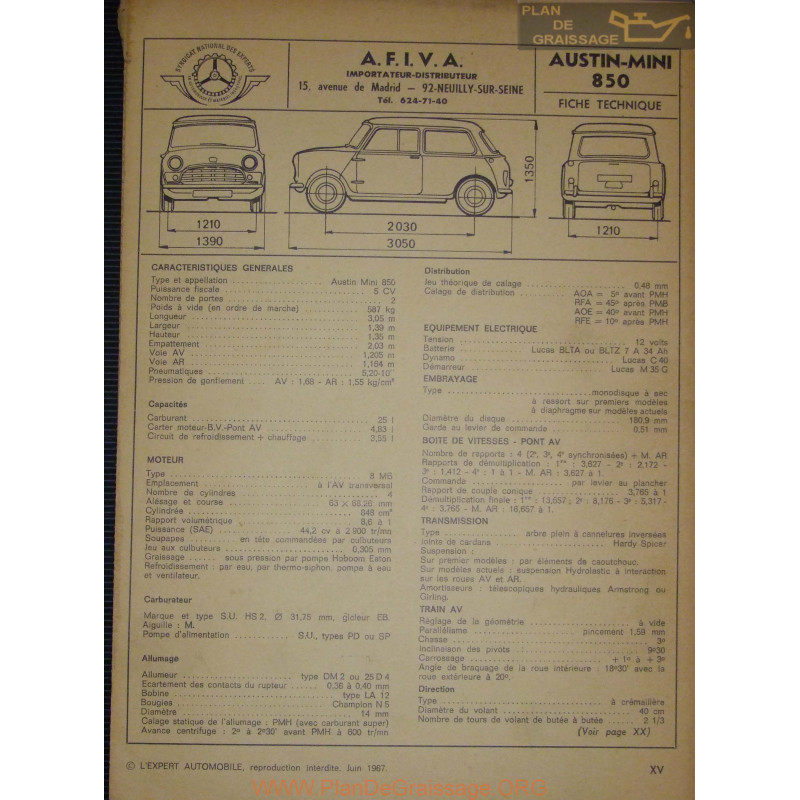 PLAN
DE
GRAISSAGE
SYNDICAT NATIONAL DES EXPERTS
A.F.I.V.A.
IMPORTATEUR-DISTRIBUTEUR
15, avenue de Madrid — 92-NEUILLY-SUR-SEINE
Tél. 624-71-40
AUSTIN-MINI
850
FICHE TECHNIQUE
1210
1390
2030
3050
1350
1210
CARACTERISTIQUES GENERALES
Type et appellation Austin Mini 850
Puissance fiscale 5 CV
Nombre de portes 2
Poids à vide (en ordre de marche) 587 kg
Longueur 3,05 m
Largeur 1,39 m
Hauteur 1,35 m
Empattement 2,03 m
Voie AV 1,205 m
Voie AR 1,164 m
Pneumatiques 5,20-10"
Pression de gonflement AV : 1,68 - AR : 1,55 kg/cm²
Capacités
Carburant 25 l
Carter moteur-B.V.-Pont AV 4,83 l
Circuit de refroidissement + chauffage 3,55 l
MOTEUR
Type 8 MB
Emplacement à l'AV transversal
Nombre de cylindres 4
Alésage et course 63 × 68,26 mm
Cylindrée 848 cm³
Rapport volumétrique 8,6 à 1
Puissance (SAE) 44,2 cv à 2 900 tr/mn
Soupapes en tête commandées par culbuteurs
Jeu aux culbuteurs 0,305 mm
Graissage sous pression par pompe Hoboom Eaton
Refroidissement : par eau, par thermo-siphon, pompe à eau
et ventilateur.
Carburateur
Marque et type S.U. HS 2, Ø 31,75 mm, gicleur EB
Aiguille : M.
Pompe d'alimentation S.U., types PD ou SP
Allumage
Allumeur type DM 2 ou 25 D 4
Ecartement des contacts du rupteur 0,36 à 0,40 mm
Bobine type LA 12
Bougies Champion N 5
Diamètre 14 mm
Calage statique de l'allumage : PMH (avec carburant super)
Avance centrifuge : 2º à 2º30' avant PMH à 600 tr/mn
Distribution
Jeu théorique de calage 0,48 mm
Calage de distribution AOA = 5º avant PMH
RFA = 45º après PMB
AOE = 40º avant PMH
RFE = 10º après PMH
EQUIPEMENT ELECTRIQUE
Tension 12 volts
Batterie Lucas BLTA ou BLTZ 7 A 34 Ah
Dynamo Lucas C 40
Démarreur Lucas M 35 G
EMBRAYAGE
Type monodisque à sec
à ressort sur premiers modèles
à diaphragme sur modèles actuels
Diamètre du disque 180,9 mm
Garde au levier de commande 0,51 mm
BOITE DE VITESSES - PONT AV
Nombre de rapports : 4 (2ᵉ, 3ᵉ, 4ᵉ synchronisées) + M. AR
Rapports de démultiplication : 1ʳᵉ : 3,627 - 2ᵉ : 2,172 -
3ᵉ : 1,412 - 4ᵉ : 1 à 1 - M. AR : 3,627 à 1.
Commande par levier au plancher
Rapport de couple conique 3,765 à 1
Démultiplication finale : 1ʳᵉ : 13,657 ; 2ᵉ : 8,178 - 3ᵉ : 5,317-
4ᵉ : 3,765 - M. AR : 13,657 à 1.
TRANSMISSION
Type arbre plein à cannelures inversées
Joints de cardans Hardy Spicer
Suspension :
Sur premier modèle : par éléments de caoutchouc.
Sur modèles actuels : suspension Hydrolastic à interaction
sur les roues AV et AR.
Amortisseurs : télescopiques hydrauliques Armstrong ou
Girling.
TRAIN AV
Réglage de la géométrie à vide
Parallélisme pincement 1,59 mm
Chasse 3º
Inclinaison des pivots 9º30
Carrossage + 1º à + 3º
Angle de braquage de la roue intérieure : 18º30' avec la
roue extérieure à 20º.
Direction
Type à crémaillère
Diamètre du volant 40 cm
Nombre de tours de volant de butée à butée 2 1/3
(Voir page XX)
© L'EXPERT AUTOMOBILE, reproduction interdite. Juin 1967.
XV
www.PlanDeGraissage.ORG